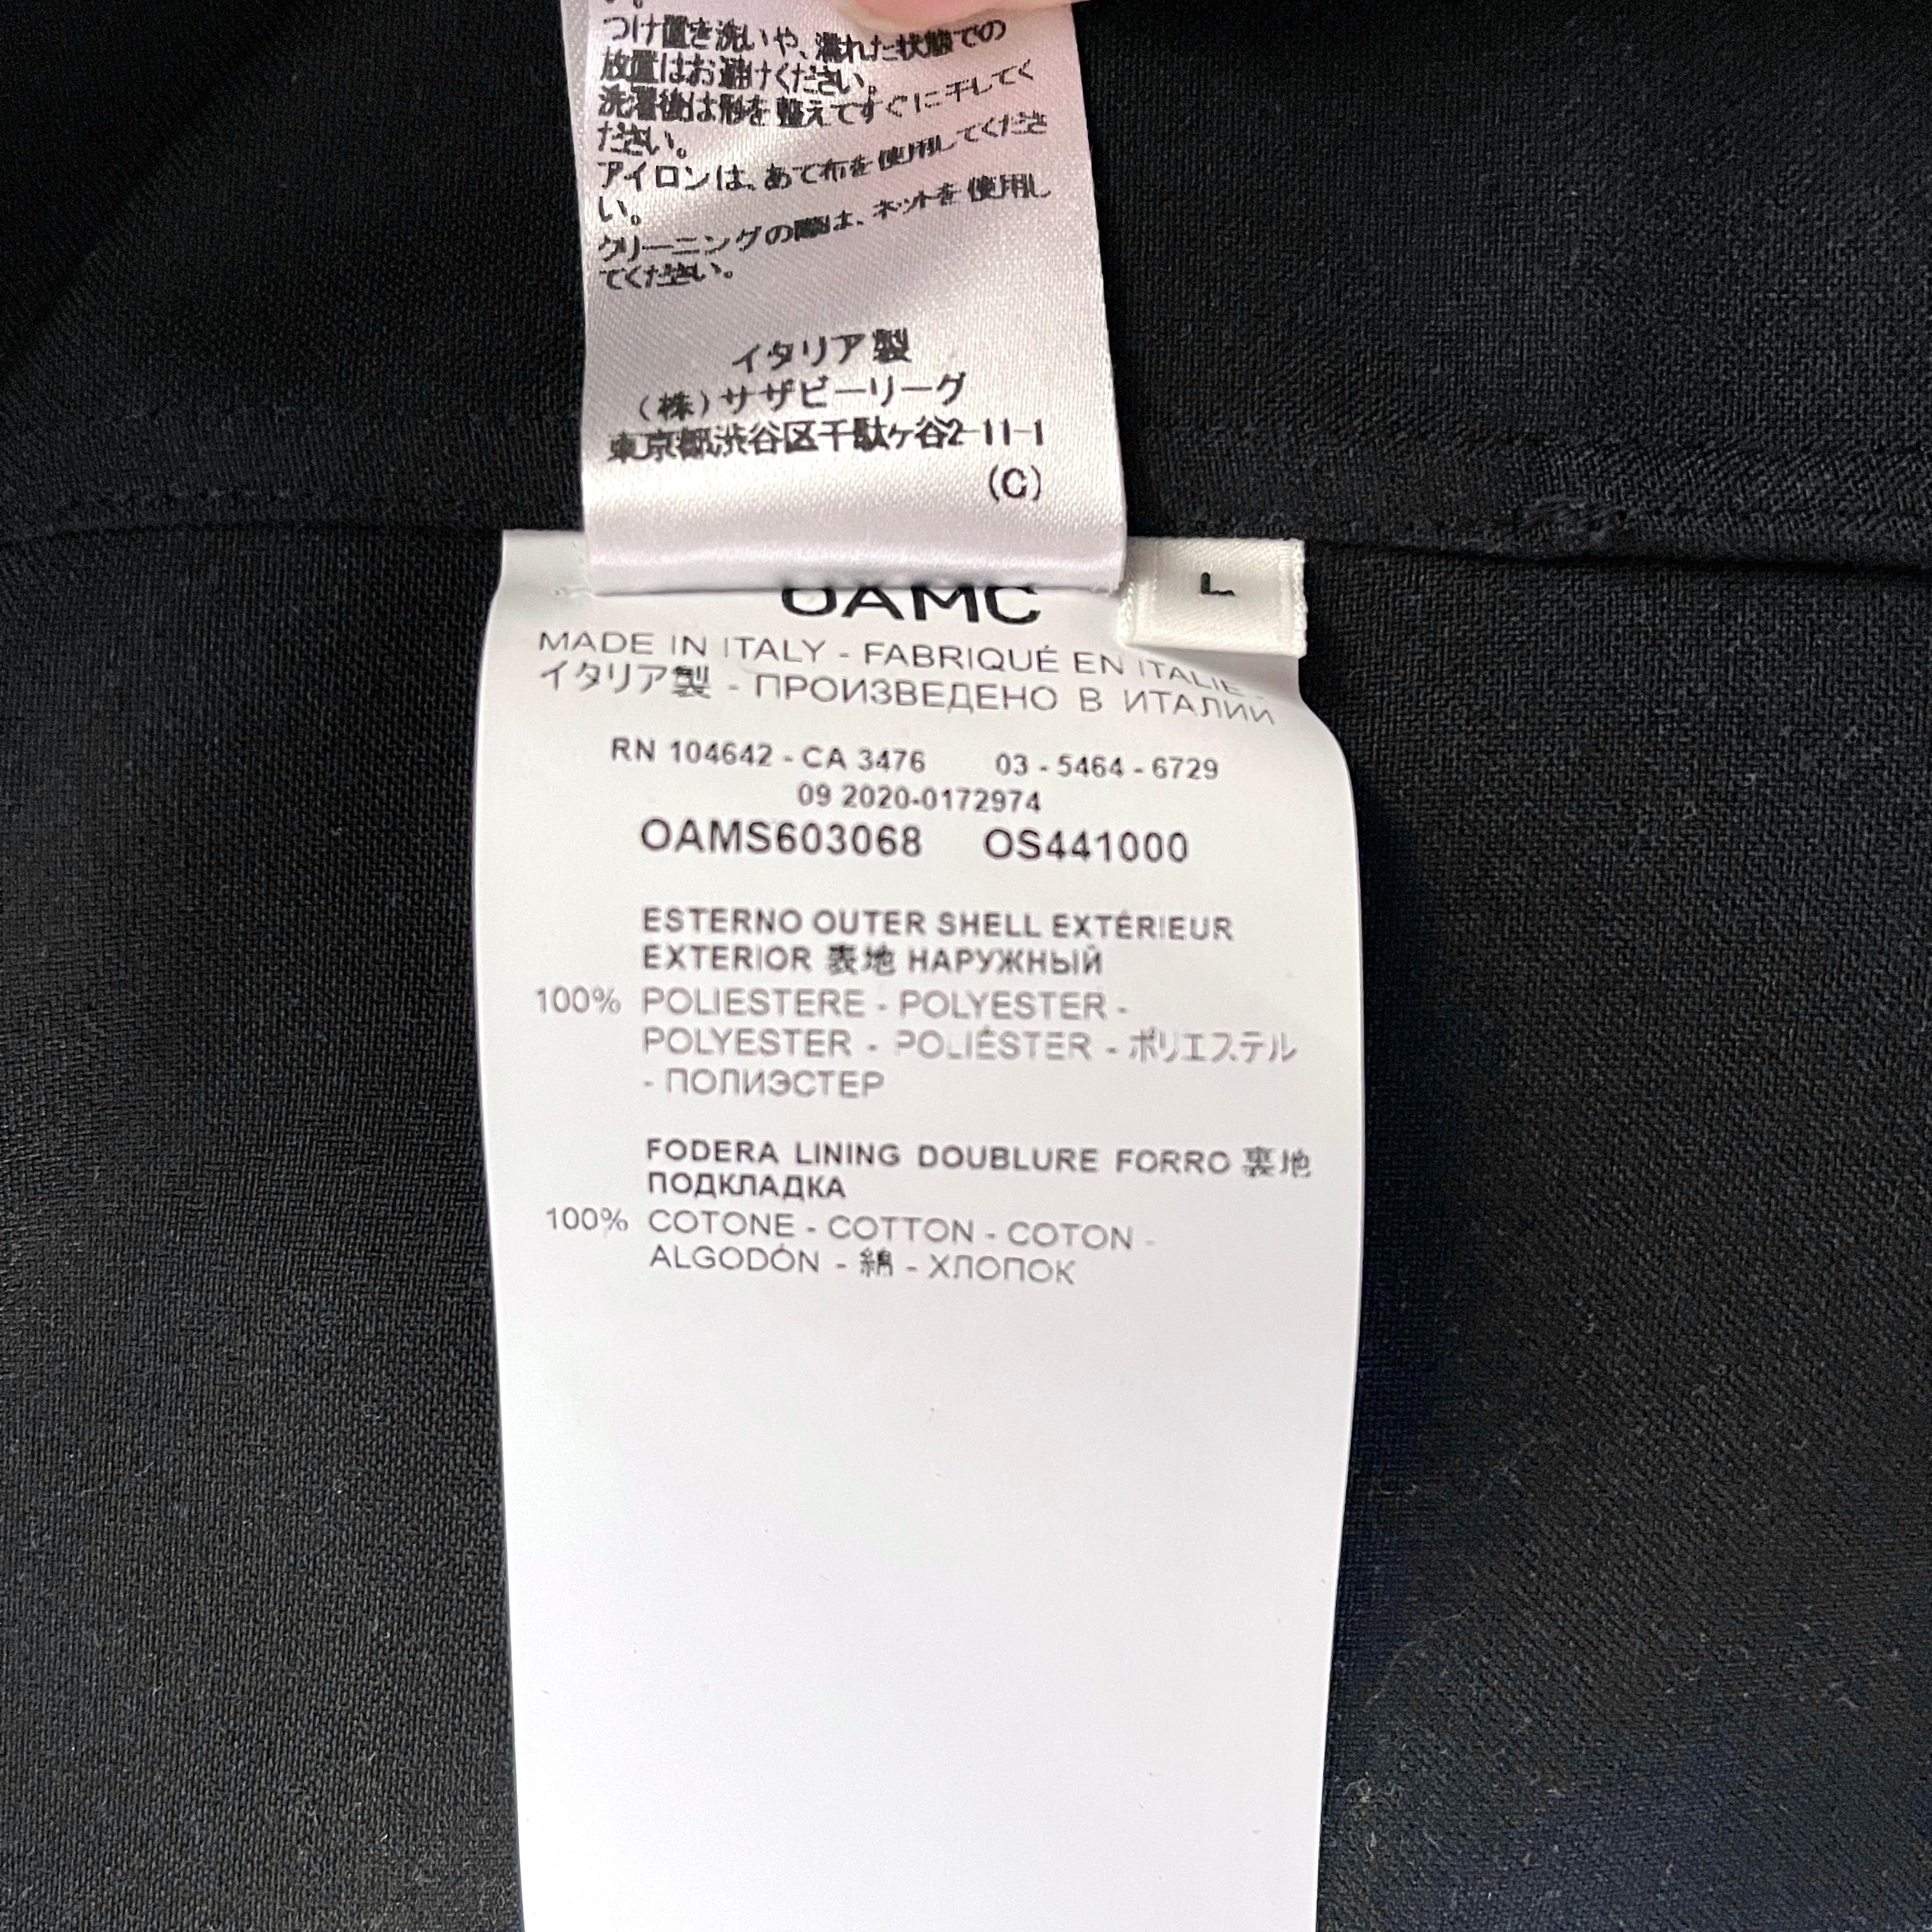 つけ置き洗いや、濡れた状態での
放置はお避けください。
洗濯後は形を整えてすぐに干してく
ださい。
アイロンは、あて布を使用してくださ
い。
クリーニングの際は、ネットを使用し
てください。
イタリア製
(株)サザビーリーグ
東京都渋谷区千駄ヶ谷2-11-1
(C)
L
OAMC
MADE IN ITALY - FABRIQUÉ EN ITALIE -
イタリア製 - ПРОИЗВЕДЕНО В ИТАЛИИ
RN 104642 - CA 3476 03 - 5464 - 6729
09 2020-0172974
OAMS603068 OS441000
ESTERNO OUTER SHELL EXTÉRIEUR
EXTERIOR 表地 НАРУЖНЫЙ
100% POLIESTERE - POLYESTER -
POLYESTER - POLIÉSTER - ポリエステル
- ПОЛИЭСТЕР
FODERA LINING DOUBLURE FORRO 裏地
ПОДКЛАДКА
100% COTONE - COTTON - COTON -
ALGODÓN - 綿 - ХЛОПОК